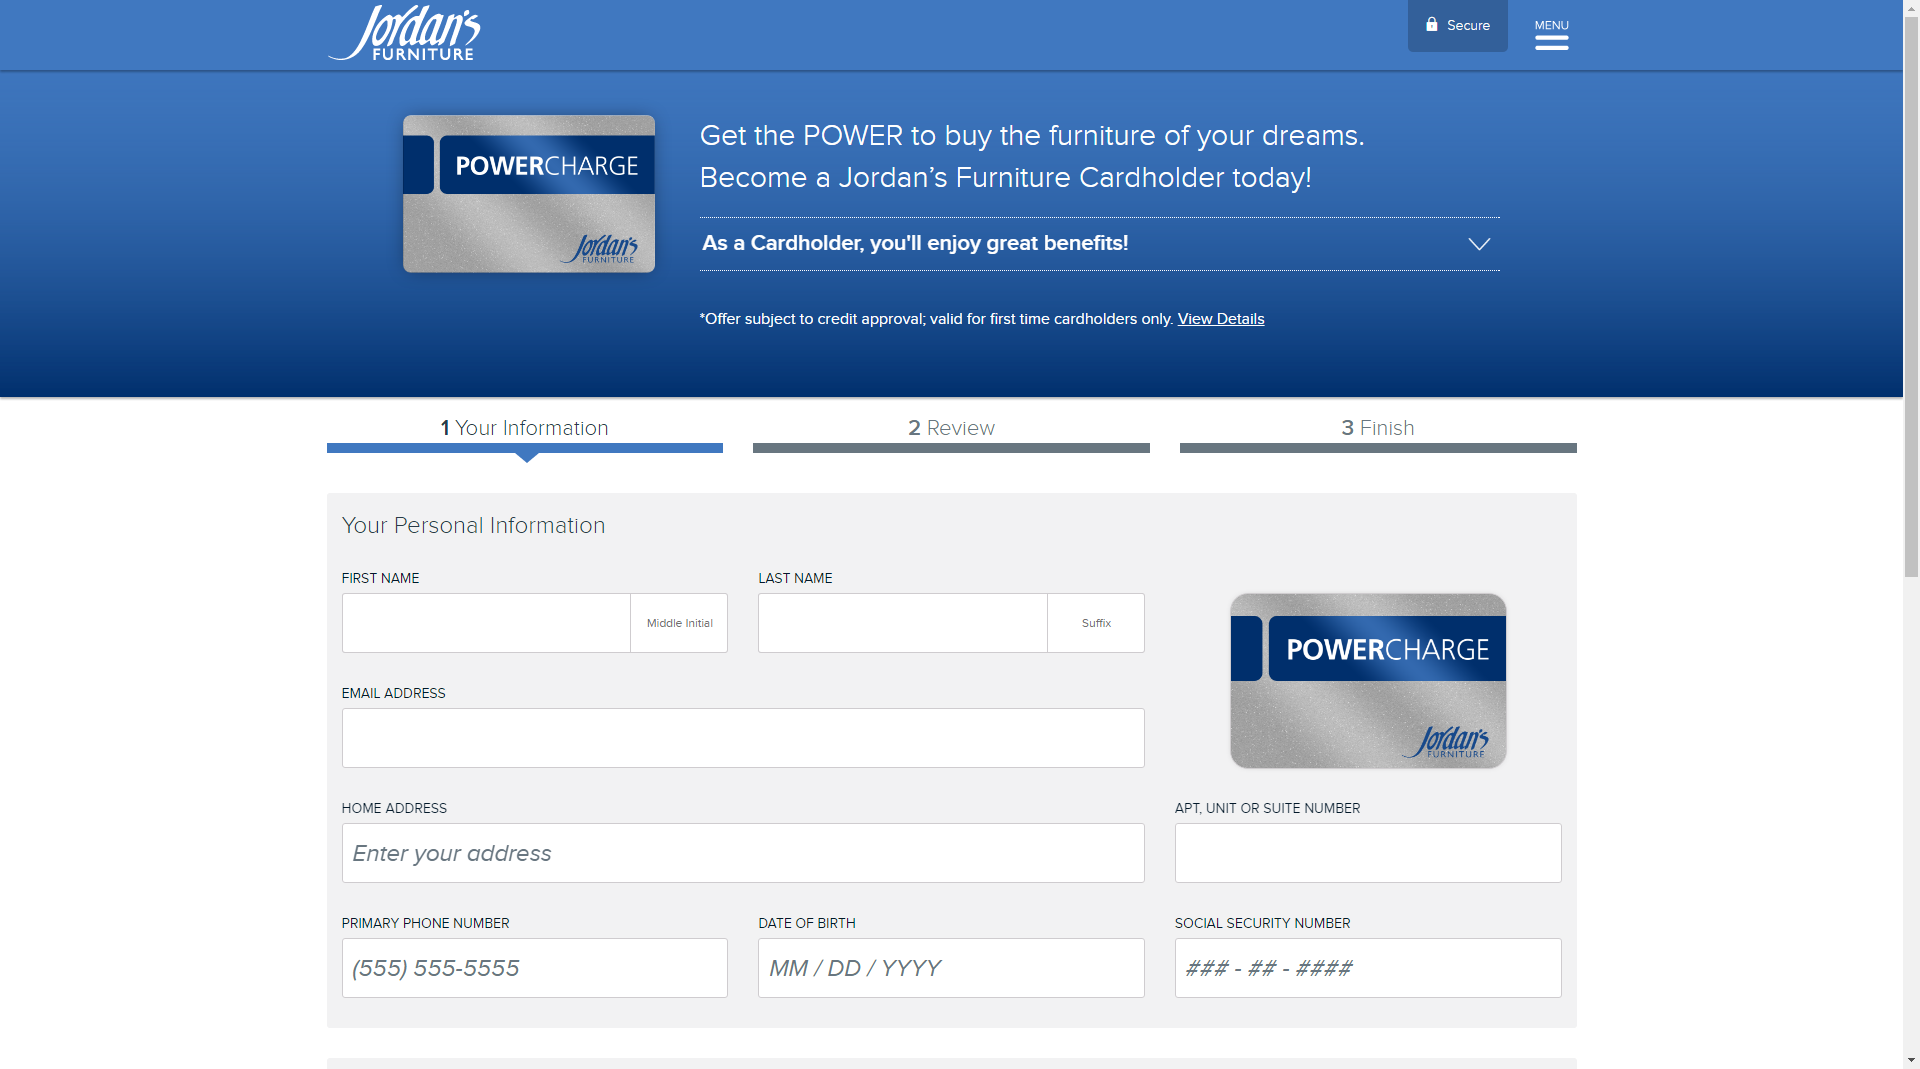 Jordan's
FURNITURE
Secure
MENU
POWERCHARGE
Jordan's
FURNITURE
Get the POWER to buy the furniture of your dreams.
Become a Jordan’s Furniture Cardholder today!
As a Cardholder, you'll enjoy great benefits!
*Offer subject to credit approval; valid for first time cardholders only. View Details
1 Your Information
2 Review
3 Finish
Your Personal Information
FIRST NAME
LAST NAME
Middle Initial
Suffix
POWERCHARGE
Jordan's
FURNITURE
EMAIL ADDRESS
HOME ADDRESS
APT, UNIT OR SUITE NUMBER
Enter your address
PRIMARY PHONE NUMBER
DATE OF BIRTH
SOCIAL SECURITY NUMBER
(555) 555-5555
MM / DD / YYYY
### - ## - ####